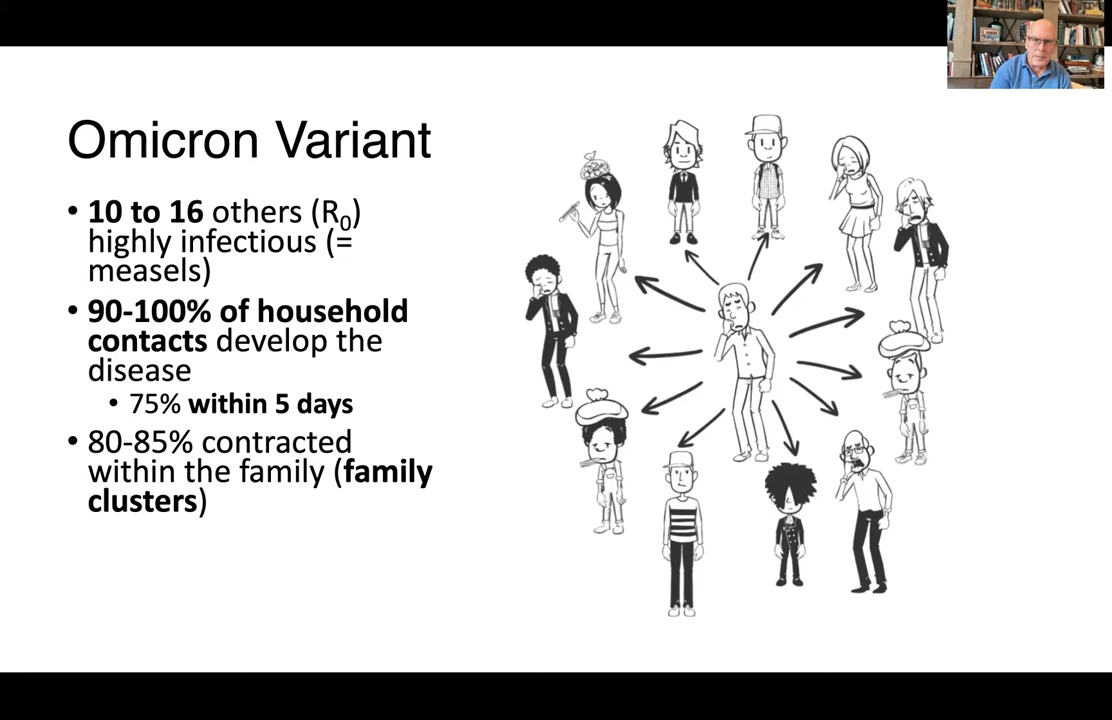 Omicron Variant
• 10 to 16 others (R0)
highly infectious (=
measels)
• 90-100% of household
contacts develop the
disease
• 75% within 5 days
• 80-85% contracted
within the family (family
clusters)